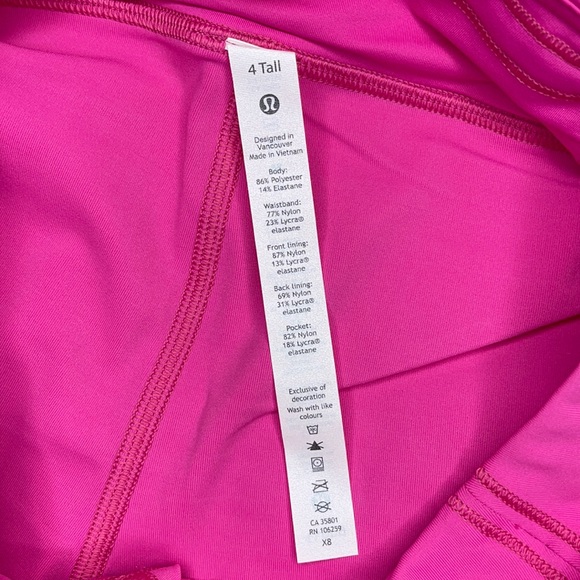 4 Tall
Designed in
Vancouver
Made in Vietnam
Body:
86% Polyester
14% Elastane
Waistband:
77% Nylon
23% Lycra®
elastane
Front lining:
87% Nylon
13% Lycra®
elastane
Back lining:
69% Nylon
31% Lycra®
elastane
Pocket:
82% Nylon
18% Lycra®
elastane
Exclusive of
decoration
Wash with like
colours
CA 35801
RN 106259
X8